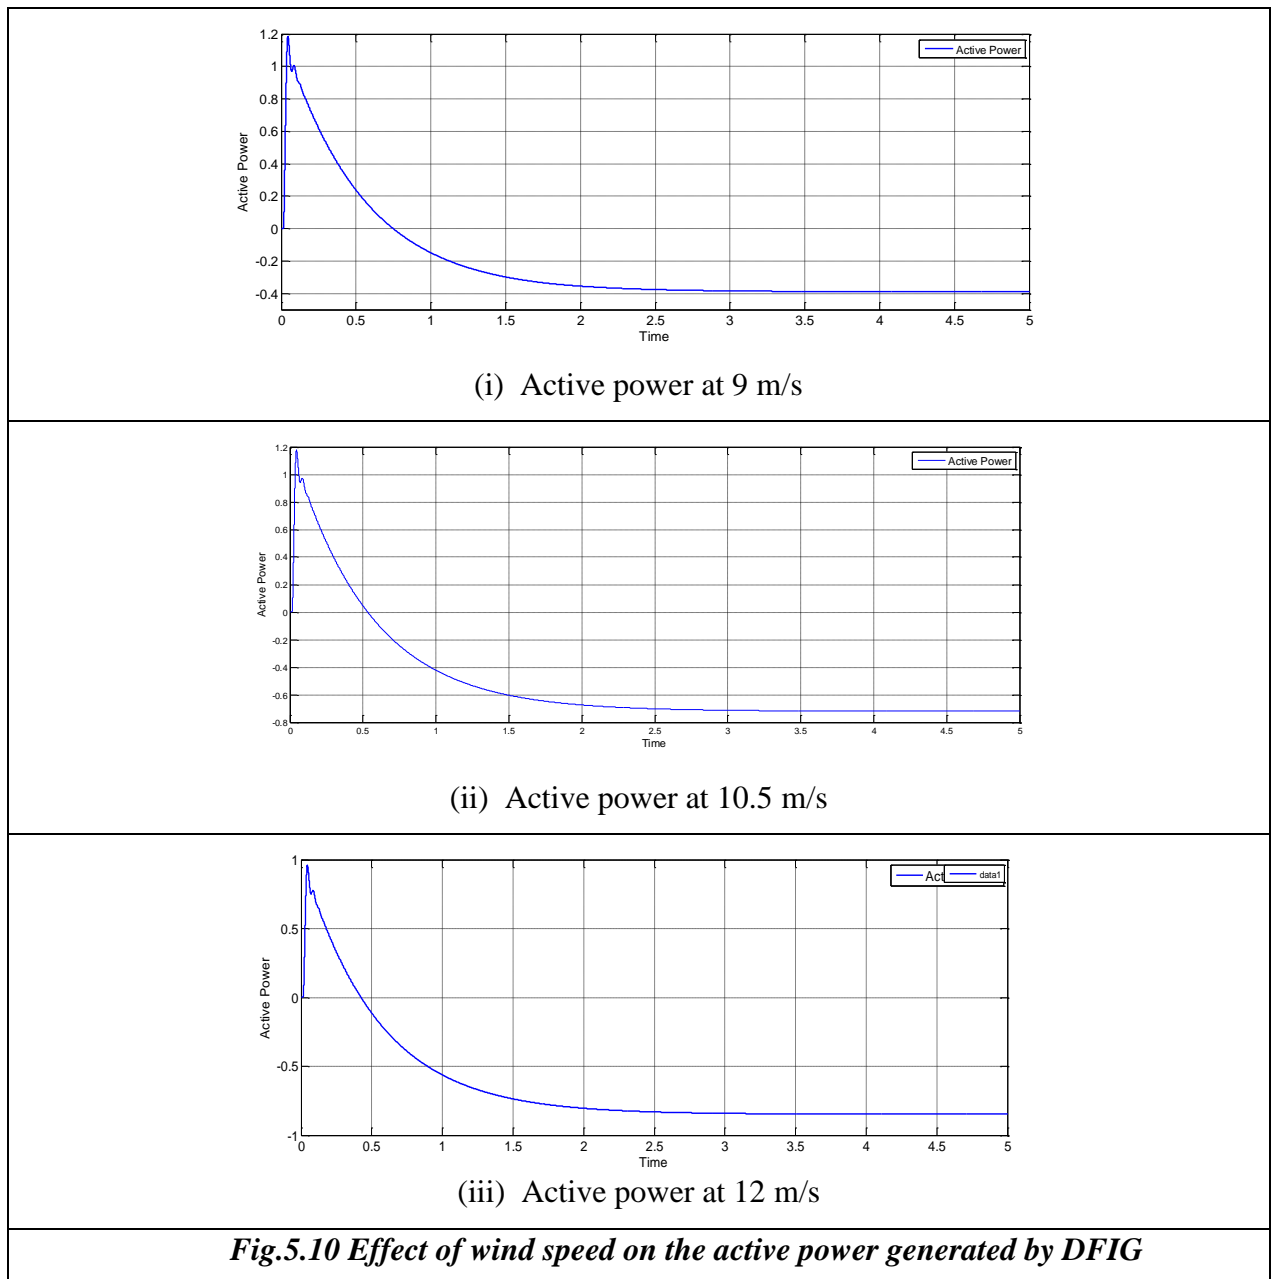 1.2
Active Power
1
0.8
0.6
0.4
0.2
0
-0.2
-0.4
Active Power
0 0.5 1 1.5 2 2.5 3 3.5 4 4.5 5
Time
(i) Active power at 9 m/s
1.2
Active Power
1
0.8
0.6
0.4
0.2
0
-0.2
-0.4
-0.6
-0.8
Active Power
0 0.5 1 1.5 2 2.5 3 3.5 4 4.5 5
Time
(ii) Active power at 10.5 m/s
1
Act data1
0.5
0
-0.5
-1
Active Power
0 0.5 1 1.5 2 2.5 3 3.5 4 4.5 5
Time
(iii) Active power at 12 m/s
Fig.5.10 Effect of wind speed on the active power generated by DFIG